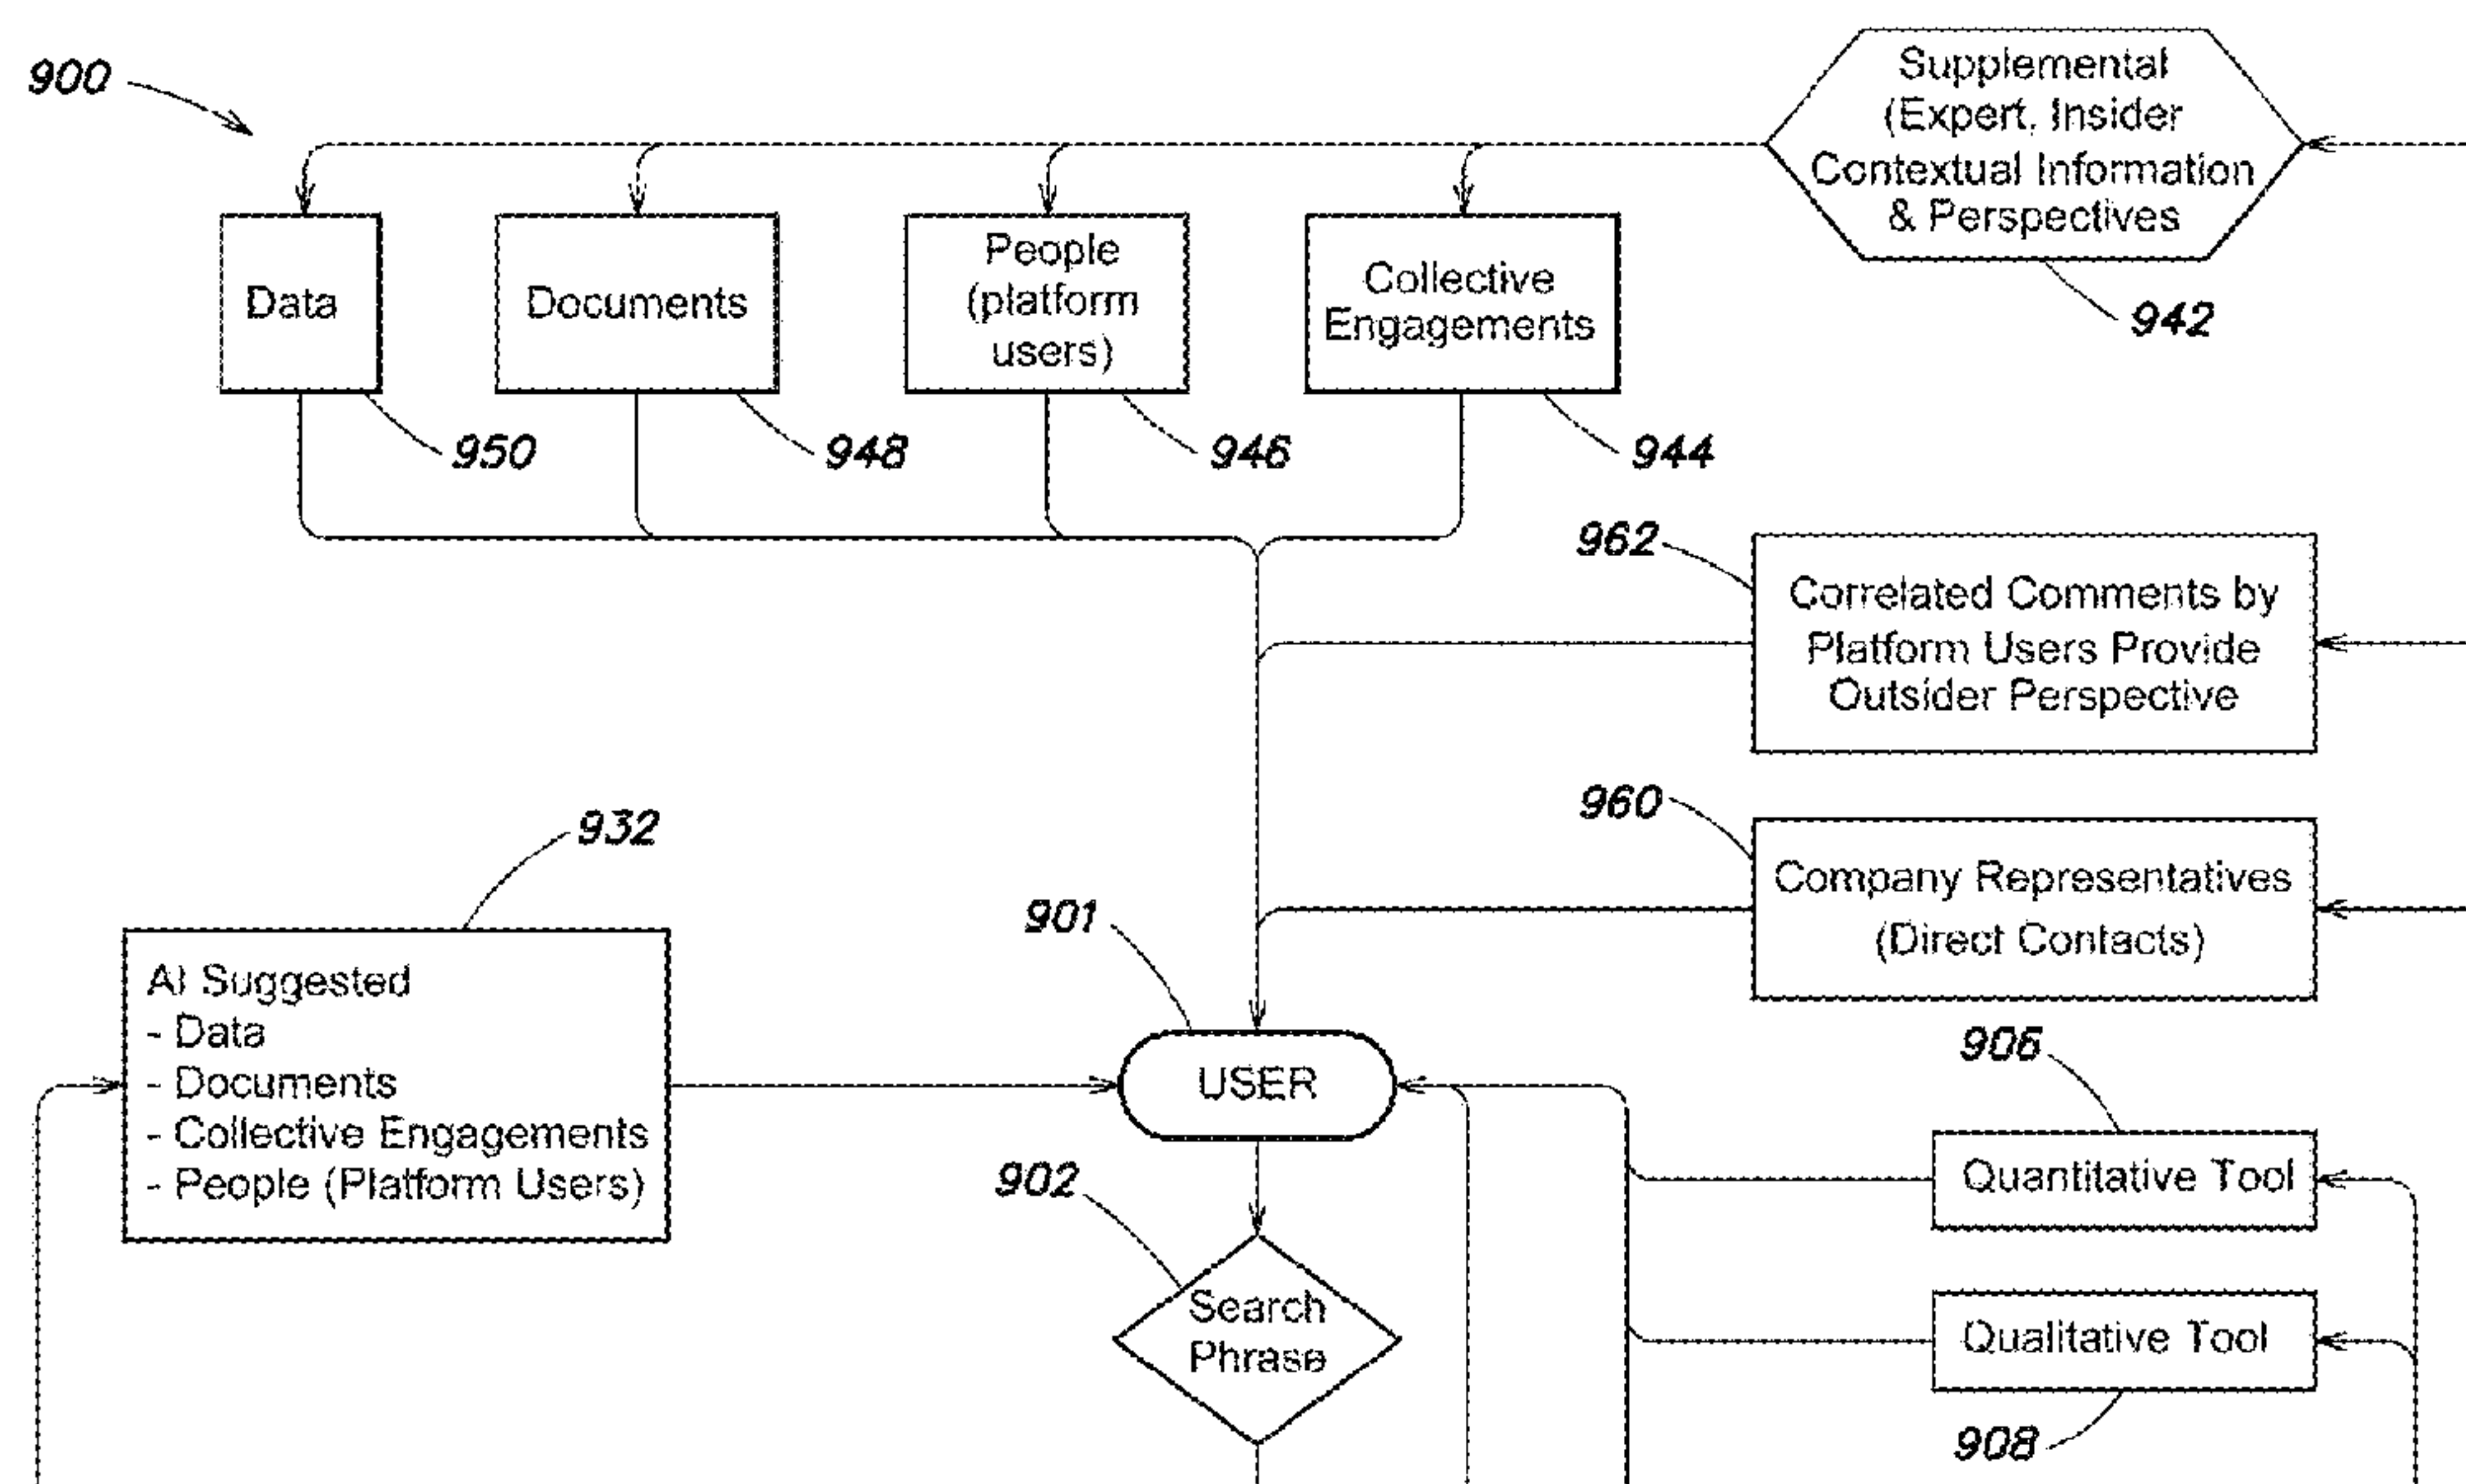 900
Supplemental
(Expert, Insider
Contextual Information
& Perspectives
942
Data
950
Documents
948
People
(platform
users)
946
Collective
Engagements
944
962
Correlated Comments by
Platform Users Provide
Outsider Perspective
960
Company Representatives
(Direct Contacts)
932
AI Suggested
- Data
- Documents
- Collective Engagements
- People (Platform Users)
901
USER
902
Search
Phrase
906
Quantitative Tool
Qualitative Tool
908